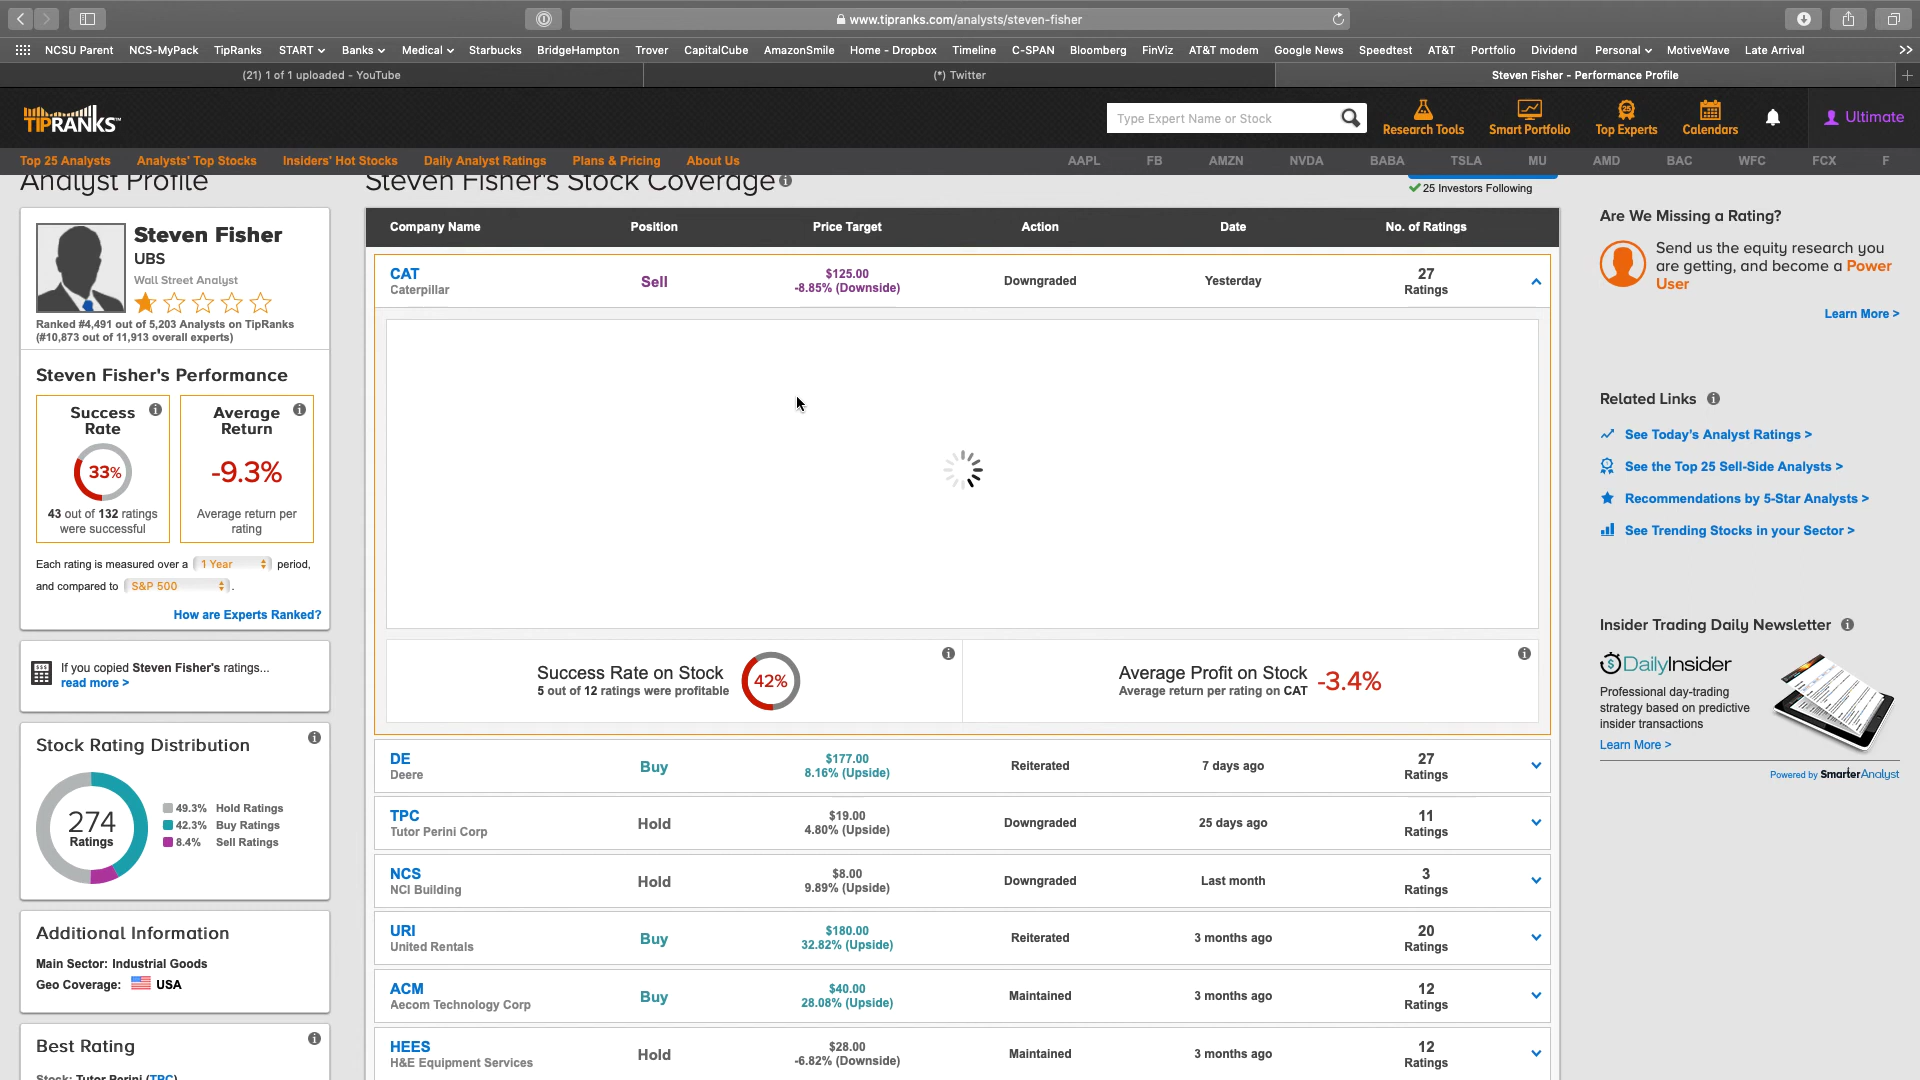 www.tipranks.com/analysts/steven-fisher
NCSU Parent NCS-MyPack TipRanks START Banks Medical Starbucks BridgeHampton Trover CapitalCube AmazonSmile Home - Dropbox Timeline C-SPAN Bloomberg FinViz AT&T modem Google News Speedtest AT&T Portfolio Dividend Personal MotiveWave Late Arrival >>
(21) 1 of 1 uploaded - YouTube
(*) Twitter
Steven Fisher - Performance Profile
TIPRANKS
Type Expert Name or Stock
Research Tools
Smart Portfolio
25
Top Experts
Calendars
Ultimate
Top 25 Analysts Analysts' Top Stocks Insiders' Hot Stocks Daily Analyst Ratings Plans & Pricing About Us
AAPL FB AMZN NVDA BABA TSLA MU AMD BAC WFC FCX F
Analyst Profile
Steven Fisher
UBS
Wall Street Analyst
Ranked #4,491 out of 5,203 Analysts on TipRanks
(#10,873 out of 11,913 overall experts)
Steven Fisher's Performance
Success
Rate
33%
43 out of 132 ratings
were successful
Average
Return
-9.3%
Average return per
rating
Each rating is measured over a 1 Year period,
and compared to S&P 500 .
How are Experts Ranked?
If you copied Steven Fisher's ratings...
read more >
Stock Rating Distribution
274
Ratings
49.3% Hold Ratings
42.3% Buy Ratings
8.4% Sell Ratings
Additional Information
Main Sector: Industrial Goods
Geo Coverage: USA
Best Rating
Stock: Tutor Perini (TPC)
Steven Fisher's Stock Coverage
25 Investors Following
Company Name Position Price Target Action Date No. of Ratings
CAT
Caterpillar
Sell
$125.00
-8.85% (Downside)
Downgraded
Yesterday
27
Ratings
Success Rate on Stock
5 out of 12 ratings were profitable
42%
Average Profit on Stock
Average return per rating on CAT
-3.4%
DE
Deere
Buy
$177.00
8.16% (Upside)
Reiterated
7 days ago
27
Ratings
TPC
Tutor Perini Corp
Hold
$19.00
4.80% (Upside)
Downgraded
25 days ago
11
Ratings
NCS
NCI Building
Hold
$8.00
9.89% (Upside)
Downgraded
Last month
3
Ratings
URI
United Rentals
Buy
$180.00
32.82% (Upside)
Reiterated
3 months ago
20
Ratings
ACM
Aecom Technology Corp
Buy
$40.00
28.08% (Upside)
Maintained
3 months ago
12
Ratings
HEES
H&E Equipment Services
Hold
$28.00
-6.82% (Downside)
Maintained
3 months ago
12
Ratings
Are We Missing a Rating?
Send us the equity research you
are getting, and become a Power
User
Learn More >
Related Links
See Today's Analyst Ratings >
See the Top 25 Sell-Side Analysts >
Recommendations by 5-Star Analysts >
See Trending Stocks in your Sector >
Insider Trading Daily Newsletter
DailyInsider
Professional day-trading
strategy based on predictive
insider transactions
Learn More >
Powered by SmarterAnalyst